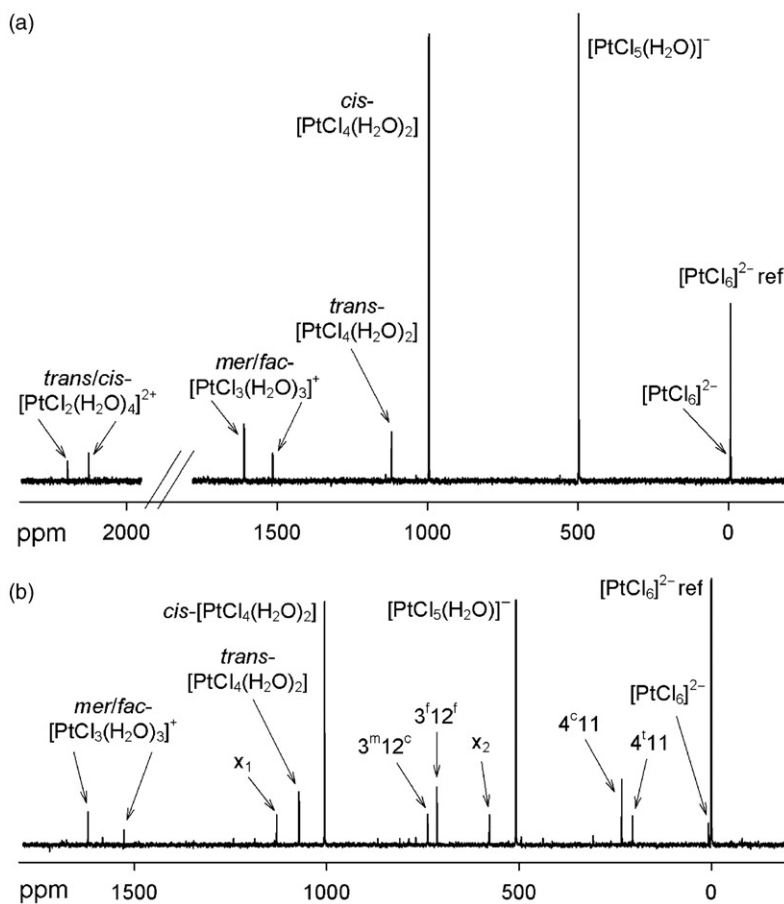 (a)
[PtCl₅(H₂O)]⁻
cis-
[PtCl₄(H₂O)₂]
[PtCl₆]²⁻ ref
trans-
[PtCl₄(H₂O)₂]
mer/fac-
[PtCl₃(H₂O)₃]⁺
trans/cis-
[PtCl₂(H₂O)₄]²⁺
[PtCl₆]²⁻
ppm 2000 1500 1000 500 0
(b)
[PtCl₆]²⁻ ref
cis-[PtCl₄(H₂O)₂] [PtCl₅(H₂O)]⁻
trans-
[PtCl₄(H₂O)₂]
[PtCl₆]²⁻
mer/fac-
[PtCl₃(H₂O)₃]⁺
3ᶠ12ᶠ
4ᶜ11
x₁
3ᵐ12ᶜ
x₂
4ᵗ11
ppm 1500 1000 500 0